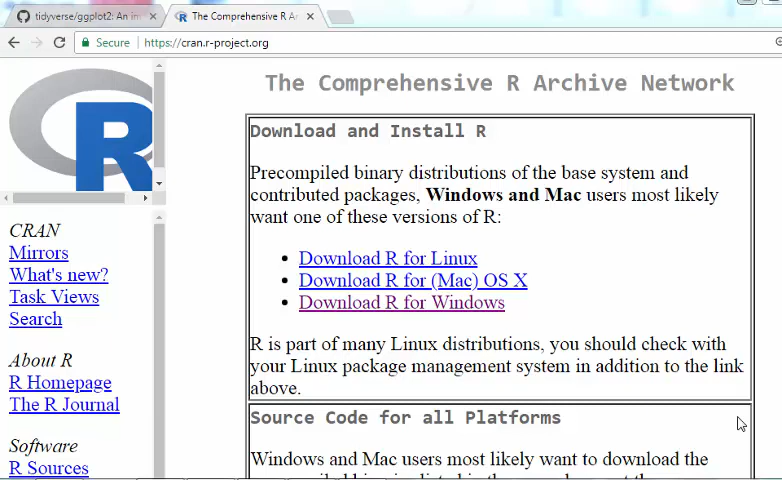 tidyverse/ggplot2: An im
The Comprehensive R Ar
Secure
https://cran.r-project.org
R
CRAN
Mirrors
What's new?
Task Views
Search
About R
R Homepage
The R Journal
Software
R Sources
The Comprehensive R Archive Network
Download and Install R
Precompiled binary distributions of the base system and
contributed packages, Windows and Mac users most likely
want one of these versions of R:
• Download R for Linux
• Download R for (Mac) OS X
• Download R for Windows
R is part of many Linux distributions, you should check with
your Linux package management system in addition to the link
above.
Source Code for all Platforms
Windows and Mac users most likely want to download the